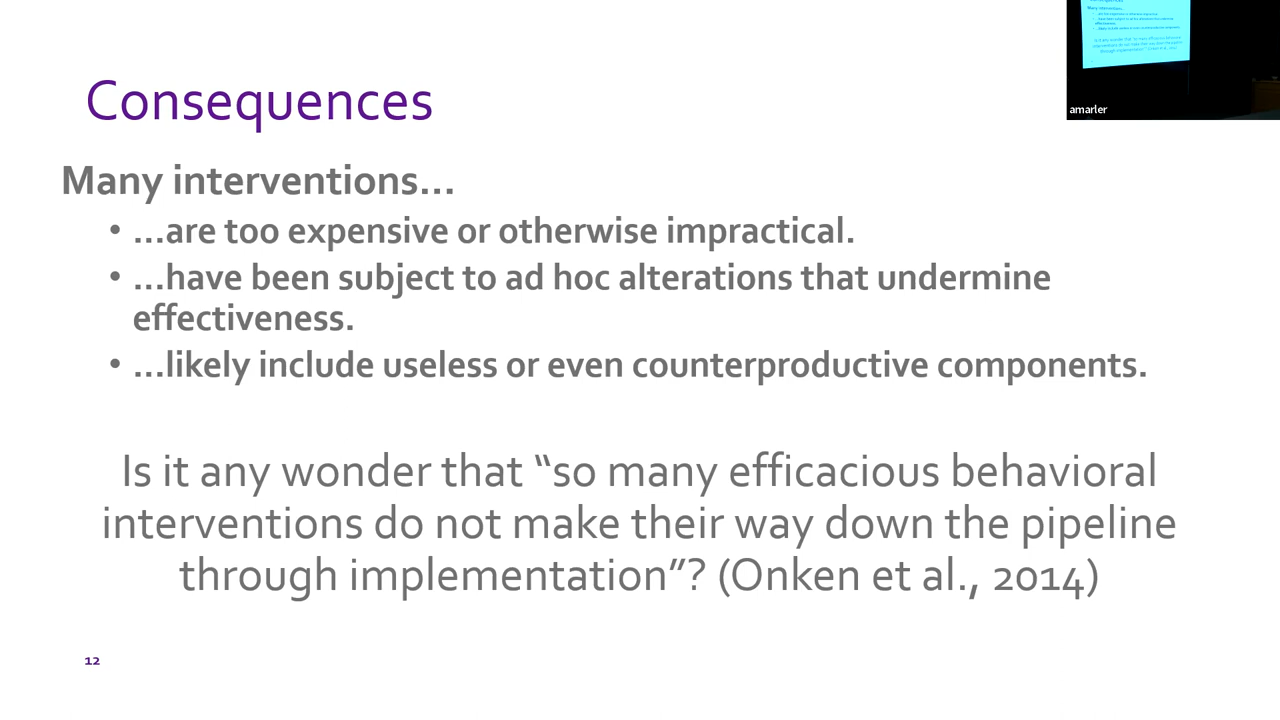 Consequences
amarler
Many interventions…
• …are too expensive or otherwise impractical.
• …have been subject to ad hoc alterations that undermine
effectiveness.
• …likely include useless or even counterproductive components.
Is it any wonder that “so many efficacious behavioral
interventions do not make their way down the pipeline
through implementation”? (Onken et al., 2014)
12